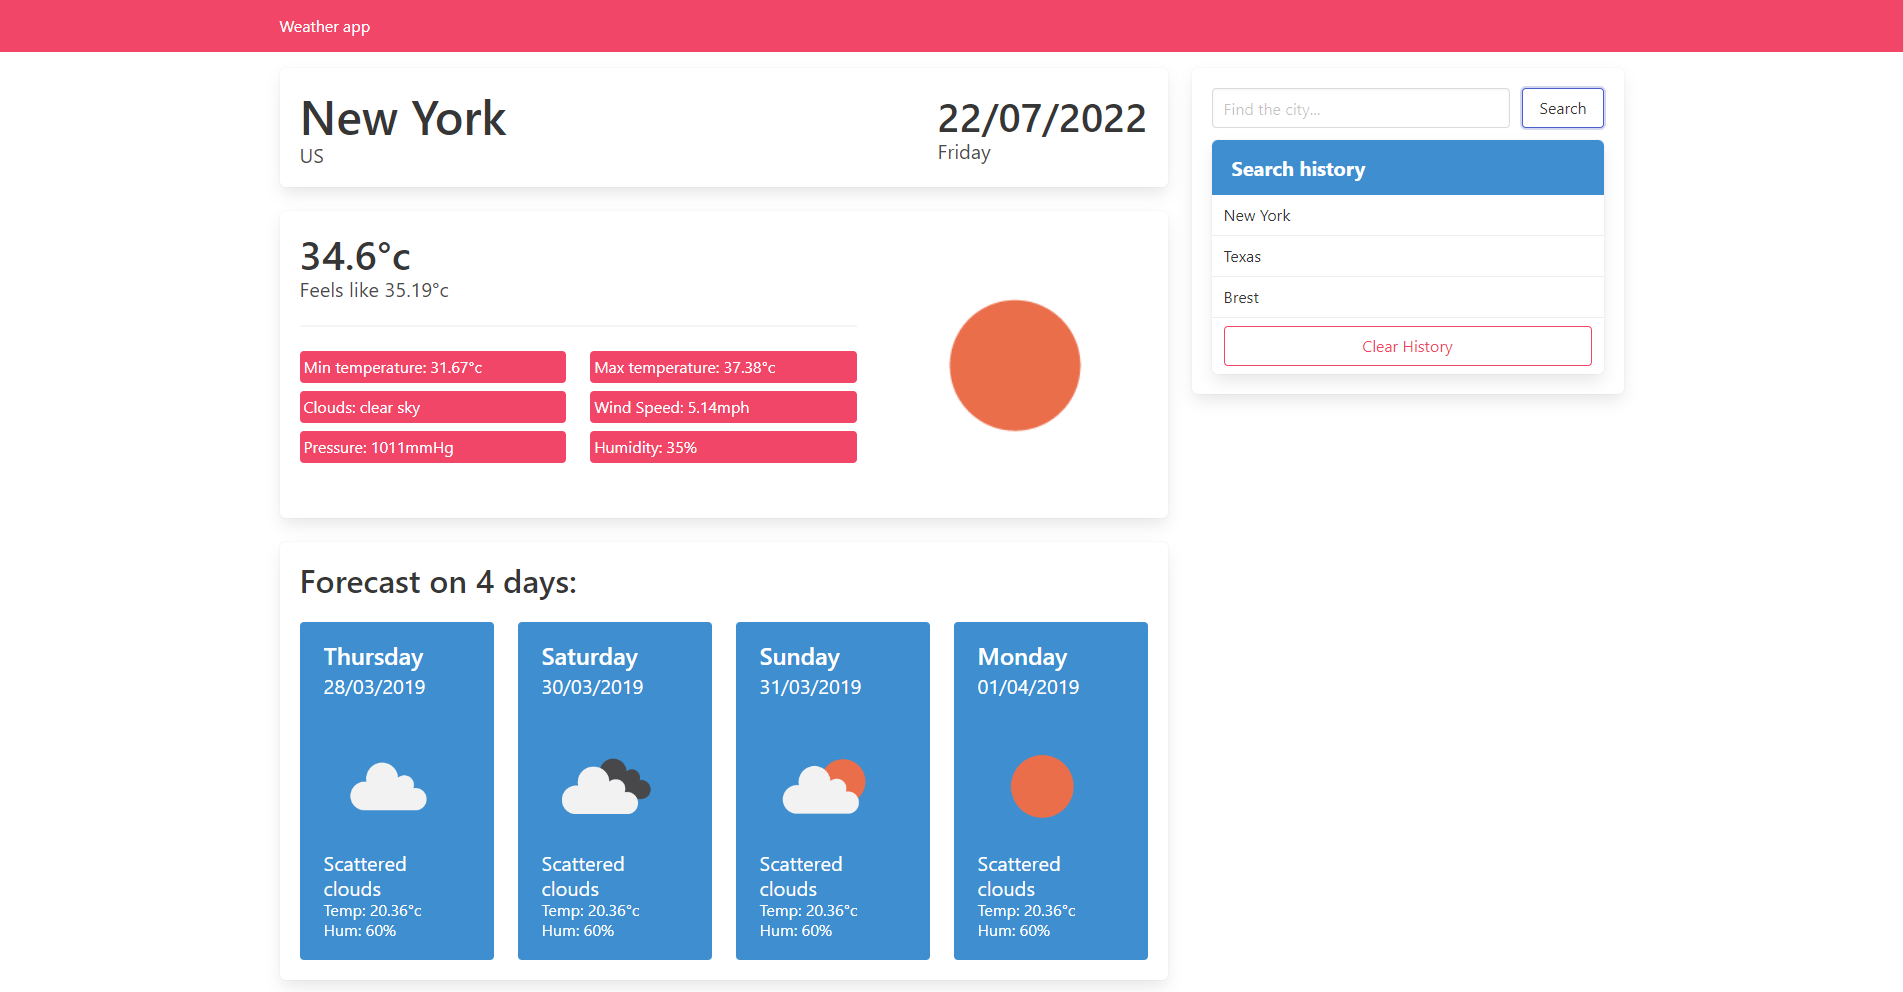 Weather app
New York
US
22/07/2022
Friday
34.6°c
Feels like 35.19°c
Min temperature: 31.67°c
Max temperature: 37.38°c
Clouds: clear sky
Wind Speed: 5.14mph
Pressure: 1011mmHg
Humidity: 35%
Forecast on 4 days:
Thursday
28/03/2019
Scattered
clouds
Temp: 20.36°c
Hum: 60%
Saturday
30/03/2019
Scattered
clouds
Temp: 20.36°c
Hum: 60%
Sunday
31/03/2019
Scattered
clouds
Temp: 20.36°c
Hum: 60%
Monday
01/04/2019
Scattered
clouds
Temp: 20.36°c
Hum: 60%
Find the city...
Search
Search history
New York
Texas
Brest
Clear History